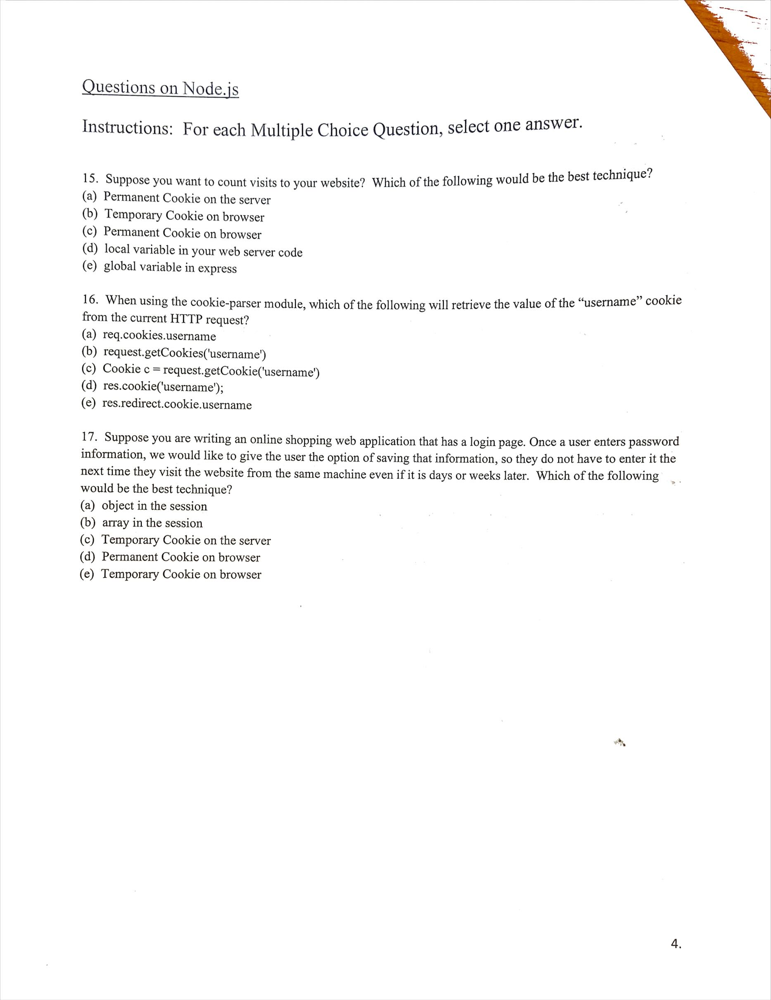 Questions on Node.js
Instructions: For each Multiple Choice Question, select one answer.
15. Suppose you want to count visits to your website? Which of the following would be the best technique?
(a) Permanent Cookie on the server
(b) Temporary Cookie on browser
(c) Permanent Cookie on browser
(d) local variable in your web server code
(e) global variable in express
16. When using the cookie-parser module, which of the following will retrieve the value of the “username” cookie
from the current HTTP request?
(a) req.cookies.username
(b) request.getCookies('username')
(c) Cookie c = request.getCookie('username')
(d) res.cookie('username');
(e) res.redirect.cookie.username
17. Suppose you are writing an online shopping web application that has a login page. Once a user enters password
information, we would like to give the user the option of saving that information, so they do not have to enter it the
next time they visit the website from the same machine even if it is days or weeks later. Which of the following
would be the best technique?
(a) object in the session
(b) array in the session
(c) Temporary Cookie on the server
(d) Permanent Cookie on browser
(e) Temporary Cookie on browser
4.